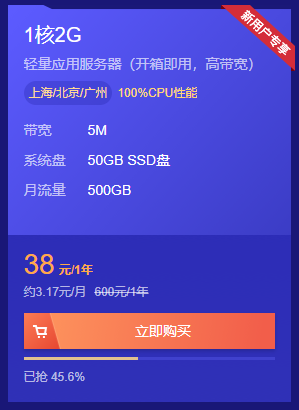 新用户专享
1核2G
轻量应用服务器（开箱即用，高带宽）
上海/北京/广州 100%CPU性能
带宽 5M
系统盘 50GB SSD盘
月流量 500GB
38 元/1年
约3.17元/月 600元/1年
立即购买
已抢 45.6%